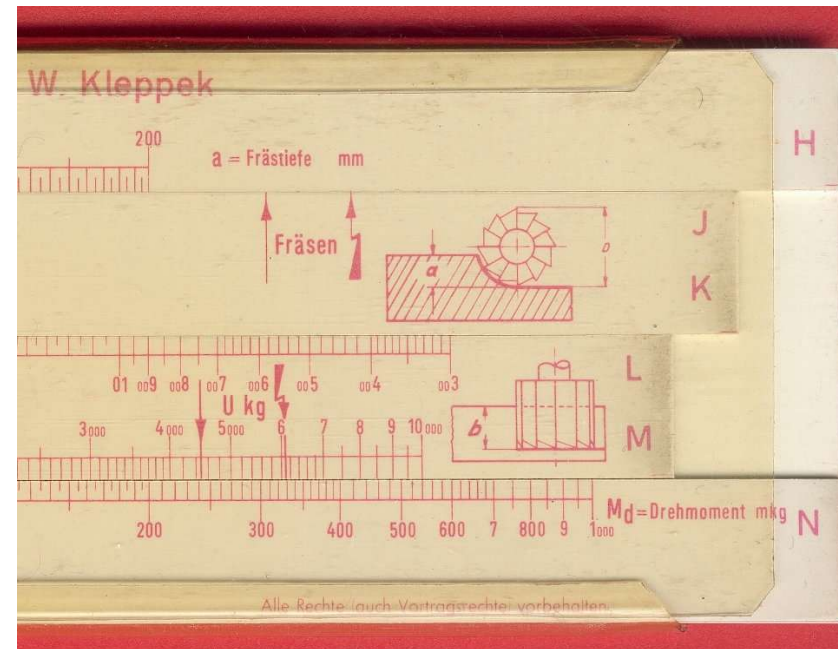 W. Kleppek
200
a = Frästiefe mm
H
Fräsen
J
D
a
K
01 009 008 007 006 005 004 003
L
U kg
3000 4000 5000 6 7 8 9 10000
b
M
200 300 400 500 600 7 800 9 1000
Md=Drehmoment mkg
N
Alle Rechte (auch Vortragsrechte) vorbehalten.